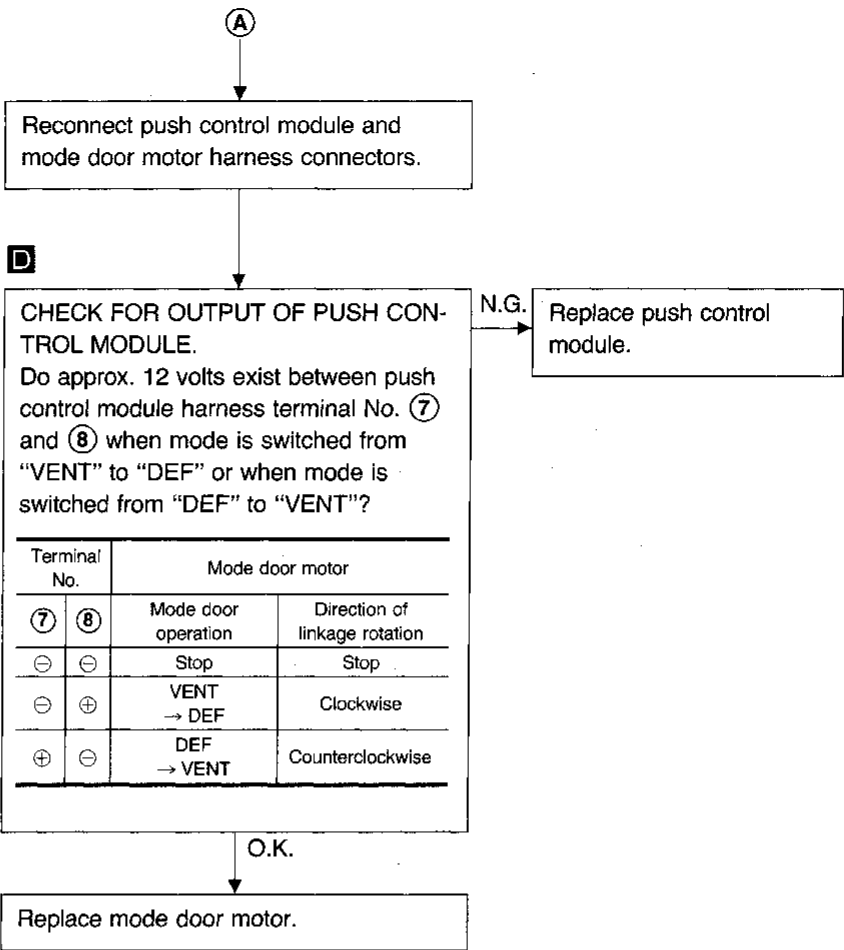 Ⓐ
Reconnect push control module and
mode door motor harness connectors.
D
CHECK FOR OUTPUT OF PUSH CON-
TROL MODULE.
Do approx. 12 volts exist between push
control module harness terminal No. ⑦
and ⑧ when mode is switched from
"VENT" to "DEF" or when mode is
switched from "DEF" to "VENT"?
N.G.
Replace push control
module.
Terminal
No.
Mode door motor
⑦ ⑧ Mode door
operation
Direction of
linkage rotation
⊖ ⊖ Stop Stop
⊖ ⊕ VENT
→ DEF
Clockwise
⊕ ⊖ DEF
→ VENT
Counterclockwise
O.K.
Replace mode door motor.